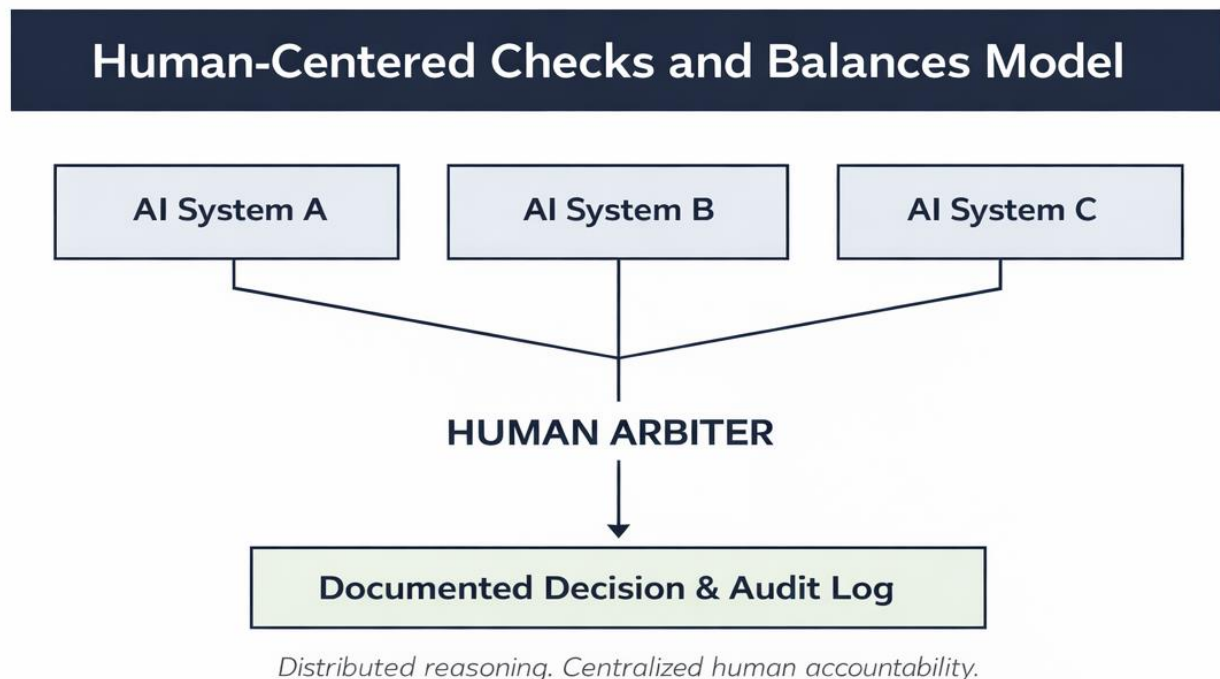 Human-Centered Checks and Balances Model
AI System A
AI System B
AI System C
HUMAN ARBITER
Documented Decision & Audit Log
Distributed reasoning. Centralized human accountability.